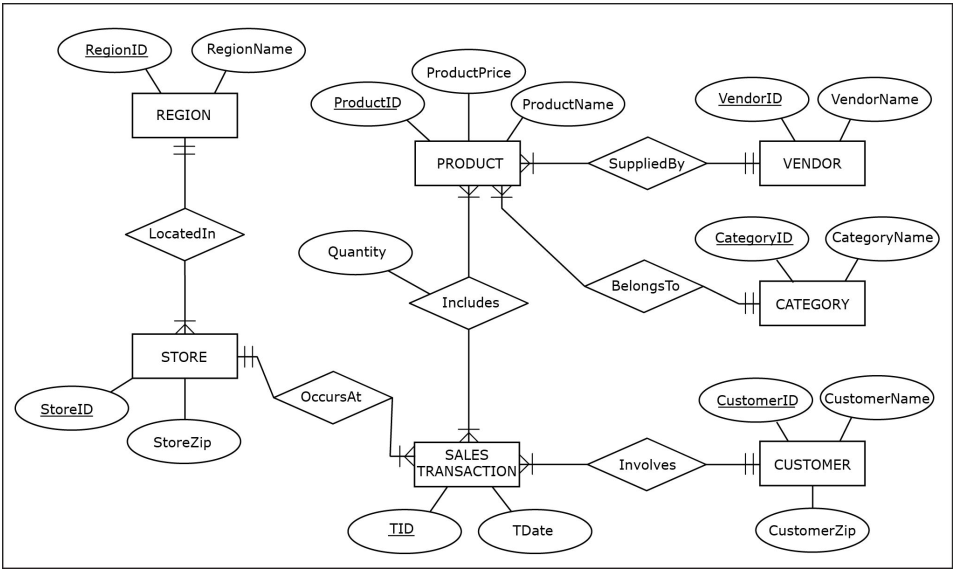 RegionID
RegionName
REGION
ProductPrice
ProductID
ProductName
PRODUCT
SuppliedBy
VendorID
VendorName
VENDOR
LocatedIn
Quantity
Includes
BelongsTo
CategoryID
CategoryName
CATEGORY
STORE
StoreID
StoreZip
OccursAt
SALES
TRANSACTION
TID
TDate
Involves
CustomerID
CustomerName
CUSTOMER
CustomerZip